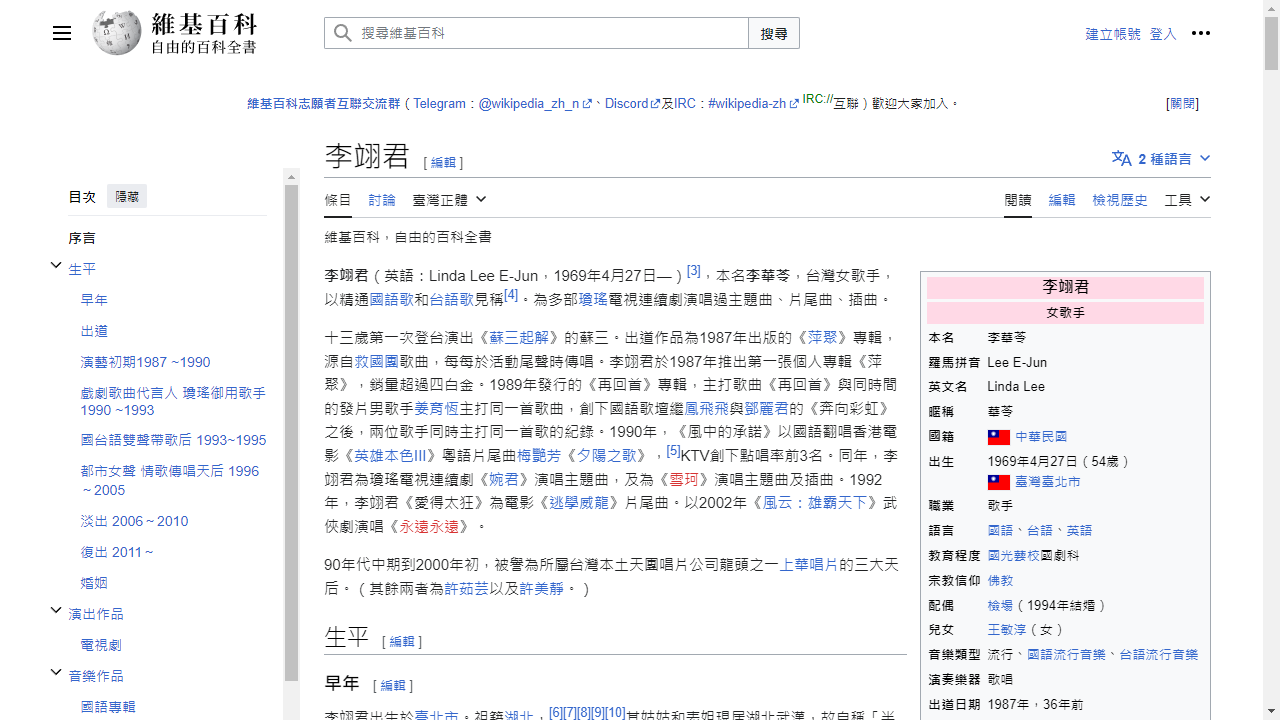 維基百科
自由的百科全書
搜尋維基百科
搜尋
建立帳號 登入
維基百科志願者互聯交流群（Telegram：@wikipedia_zh_n、Discord及IRC：#wikipedia-zh IRC://互聯）歡迎大家加入。
[關閉]
目次 隱藏
序言
生平
早年
出道
演藝初期1987 ~1990
戲劇歌曲代言人 瓊瑤御用歌手
1990 ~1993
國台語雙聲帶歌后 1993~1995
都市女聲 情歌傳唱天后 1996
～2005
淡出 2006～2010
復出 2011～
婚姻
演出作品
電視劇
音樂作品
國語專輯
李翊君 [編輯]
2 種語言
條目 討論 臺灣正體
閱讀 編輯 檢視歷史 工具
維基百科，自由的百科全書
李翊君（英語：Linda Lee E-Jun，1969年4月27日—）[3]，本名李華苓，台灣女歌手，
以精通國語歌和台語歌見稱[4]。為多部瓊瑤電視連續劇演唱過主題曲、片尾曲、插曲。
十三歲第一次登台演出《蘇三起解》的蘇三。出道作品為1987年出版的《萍聚》專輯，
源自救國團歌曲，每每於活動尾聲時傳唱。李翊君於1987年推出第一張個人專輯《萍
聚》，銷量超過四白金。1989年發行的《再回首》專輯，主打歌曲《再回首》與同時間
的發片男歌手姜育恆主打同一首歌曲，創下國語歌壇繼鳳飛飛與鄧麗君的《奔向彩虹》
之後，兩位歌手同時主打同一首歌的紀錄。1990年，《風中的承諾》以國語翻唱香港電
影《英雄本色III》粵語片尾曲梅艷芳《夕陽之歌》，[5]KTV創下點唱率前3名。同年，李
翊君為瓊瑤電視連續劇《婉君》演唱主題曲，及為《雪珂》演唱主題曲及插曲。1992
年，李翊君《愛得太狂》為電影《逃學威龍》片尾曲。以2002年《風云：雄霸天下》武
俠劇演唱《永遠永遠》。
90年代中期到2000年初，被譽為所屬台灣本土天團唱片公司龍頭之一上華唱片的三大天
后。（其餘兩者為許茹芸以及許美靜。）
生平 [編輯]
早年 [編輯]
李翊君出生於臺北市。祖籍湖北，[6][7][8][9][10]其姑姑和表姐現居湖北武漢，故自稱「半
李翊君
女歌手
本名 李華苓
羅馬拼音 Lee E-Jun
英文名 Linda Lee
暱稱 華苓
國籍 中華民國
出生 1969年4月27日（54歲）
臺灣臺北市
職業 歌手
語言 國語、台語、英語
教育程度 國光藝校國劇科
宗教信仰 佛教
配偶 檢場（1994年結婚）
兒女 王敏淳（女）
音樂類型 流行、國語流行音樂、台語流行音樂
演奏樂器 歌唱
出道日期 1987年，36年前